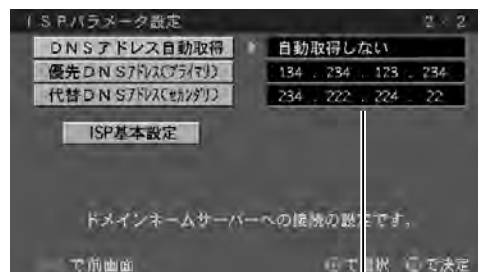 ISPパラメータ設定 2/2
DNSアドレス自動取得 自動取得しない
優先DNSアドレス(プライマリ) 134 . 234 . 123 . 234
代替DNSアドレス(セカンダリ) 234 . 222 . 224 . 22
ISP基本設定
ドメインネームサーバーへの接続の設定です。
で前画面 で選択 で決定